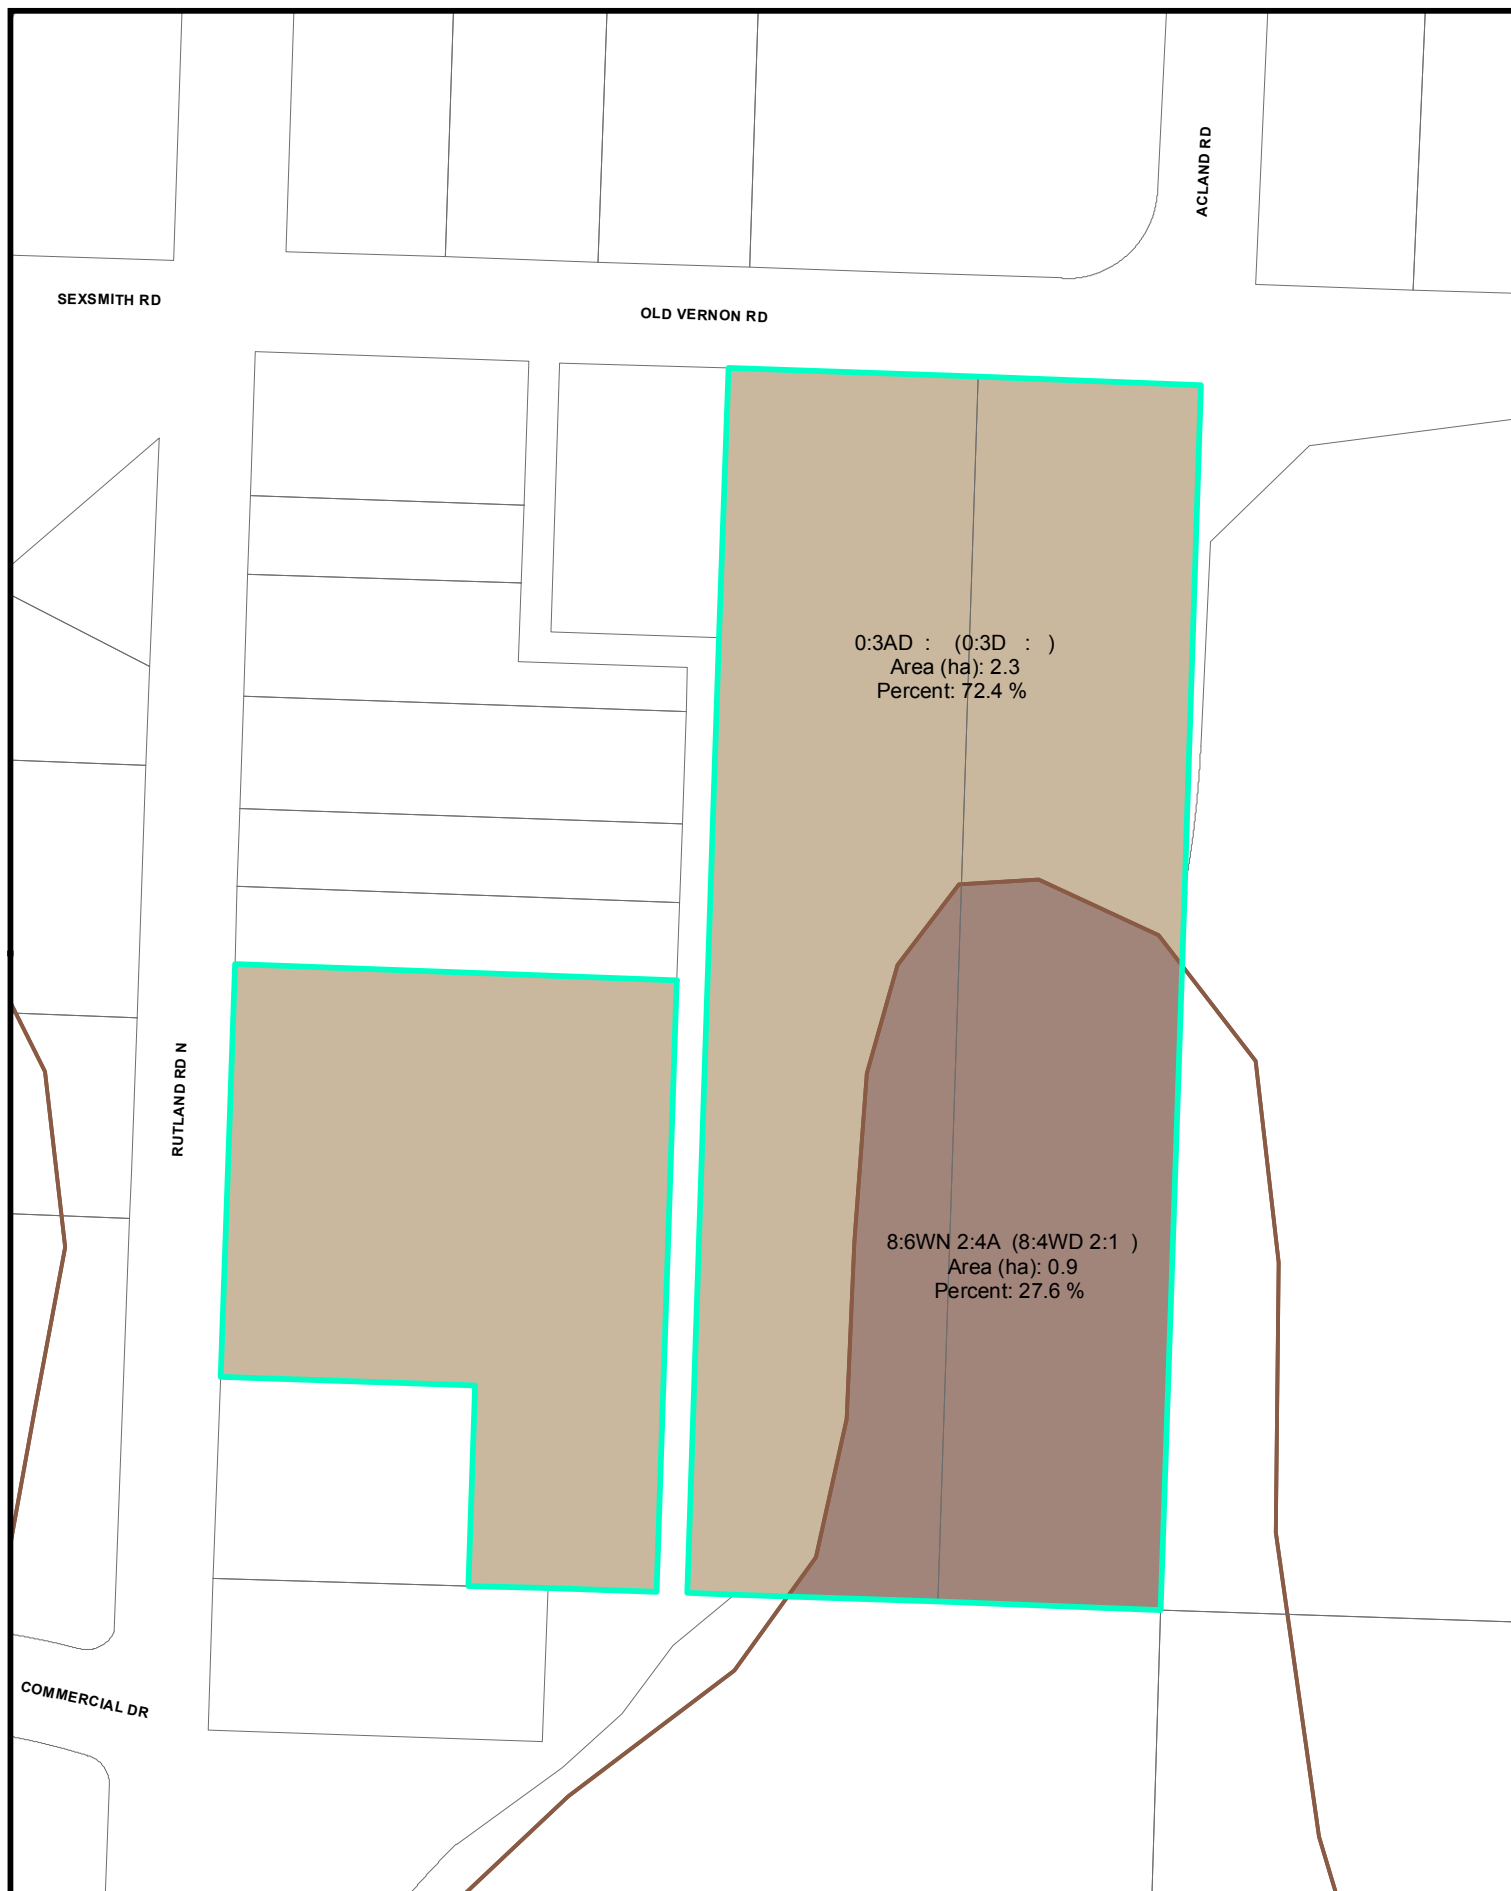 ACLAND RD
SEXSMITH RD
OLD VERNON RD
0:3AD : (0:3D : )
Area (ha): 2.3
Percent: 72.4 %
RUTLAND RD N
8:6WN 2:4A (8:4WD 2:1 )
Area (ha): 0.9
Percent: 27.6 %
COMMERCIAL DR